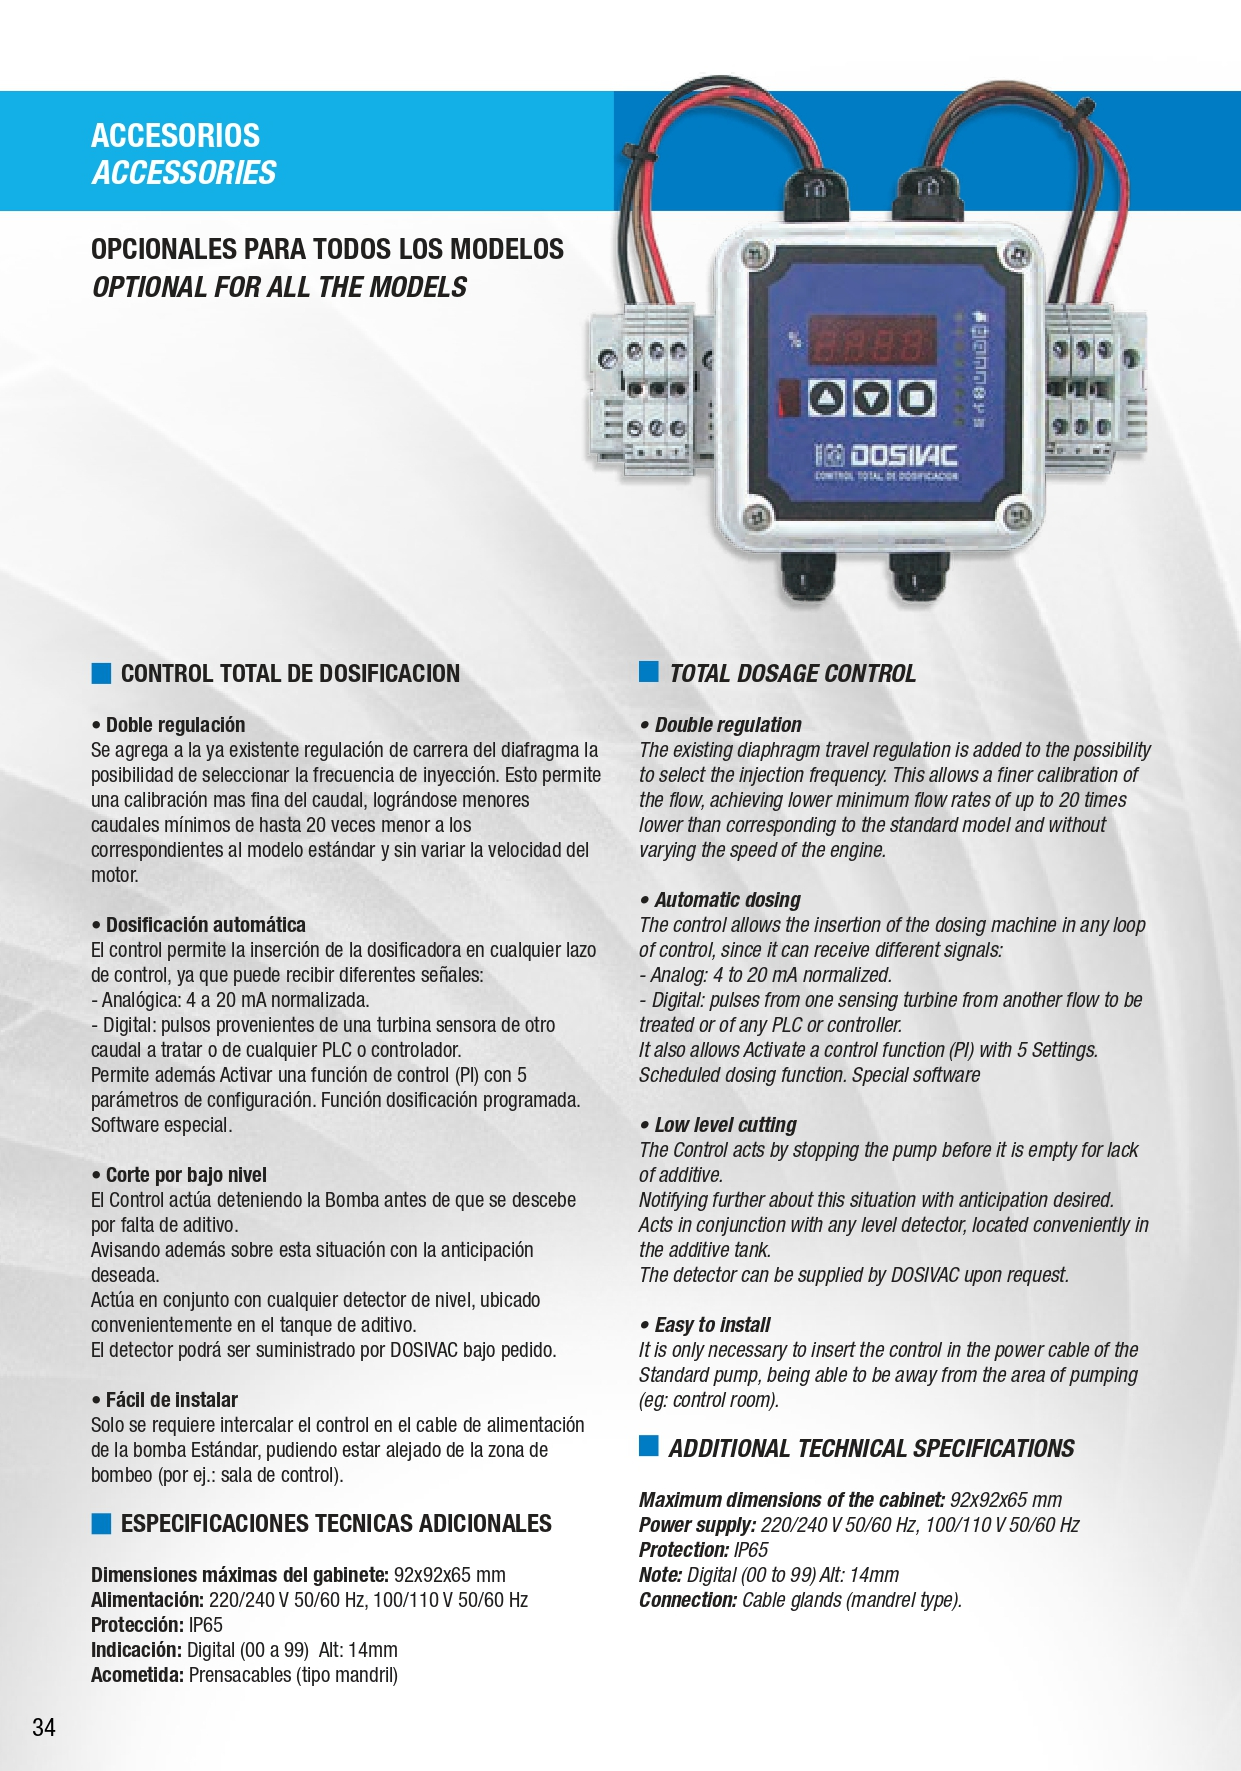 ACCESORIOS
ACCESSORIES
OPCIONALES PARA TODOS LOS MODELOS
OPTIONAL FOR ALL THE MODELS
%
DOSIVAC
CONTROL TOTAL DE DOSIFICACION
CONTROL TOTAL DE DOSIFICACION
• Doble regulación
Se agrega a la ya existente regulación de carrera del diafragma la
posibilidad de seleccionar la frecuencia de inyección. Esto permite
una calibración mas fina del caudal, lográndose menores
caudales mínimos de hasta 20 veces menor a los
correspondientes al modelo estándar y sin variar la velocidad del
motor.
• Dosificación automática
El control permite la inserción de la dosificadora en cualquier lazo
de control, ya que puede recibir diferentes señales:
- Analógica: 4 a 20 mA normalizada.
- Digital: pulsos provenientes de una turbina sensora de otro
caudal a tratar o de cualquier PLC o controlador.
Permite además Activar una función de control (PI) con 5
parámetros de configuración. Función dosificación programada.
Software especial.
• Corte por bajo nivel
El Control actúa deteniendo la Bomba antes de que se descebe
por falta de aditivo.
Avisando además sobre esta situación con la anticipación
deseada.
Actúa en conjunto con cualquier detector de nivel, ubicado
convenientemente en el tanque de aditivo.
El detector podrá ser suministrado por DOSIVAC bajo pedido.
• Fácil de instalar
Solo se requiere intercalar el control en el cable de alimentación
de la bomba Estándar, pudiendo estar alejado de la zona de
bombeo (por ej.: sala de control).
ESPECIFICACIONES TECNICAS ADICIONALES
Dimensiones máximas del gabinete: 92x92x65 mm
Alimentación: 220/240 V 50/60 Hz, 100/110 V 50/60 Hz
Protección: IP65
Indicación: Digital (00 a 99)  Alt: 14mm
Acometida: Prensacables (tipo mandril)
TOTAL DOSAGE CONTROL
• Double regulation
The existing diaphragm travel regulation is added to the possibility
to select the injection frequency. This allows a finer calibration of
the flow, achieving lower minimum flow rates of up to 20 times
lower than corresponding to the standard model and without
varying the speed of the engine.
• Automatic dosing
The control allows the insertion of the dosing machine in any loop
of control, since it can receive different signals:
- Analog: 4 to 20 mA normalized.
- Digital: pulses from one sensing turbine from another flow to be
treated or of any PLC or controller.
It also allows Activate a control function (PI) with 5 Settings.
Scheduled dosing function. Special software
• Low level cutting
The Control acts by stopping the pump before it is empty for lack
of additive.
Notifying further about this situation with anticipation desired.
Acts in conjunction with any level detector, located conveniently in
the additive tank.
The detector can be supplied by DOSIVAC upon request.
• Easy to install
It is only necessary to insert the control in the power cable of the
Standard pump, being able to be away from the area of pumping
(eg: control room).
ADDITIONAL TECHNICAL SPECIFICATIONS
Maximum dimensions of the cabinet: 92x92x65 mm
Power supply: 220/240 V 50/60 Hz, 100/110 V 50/60 Hz
Protection: IP65
Note: Digital (00 to 99) Alt: 14mm
Connection: Cable glands (mandrel type).
34